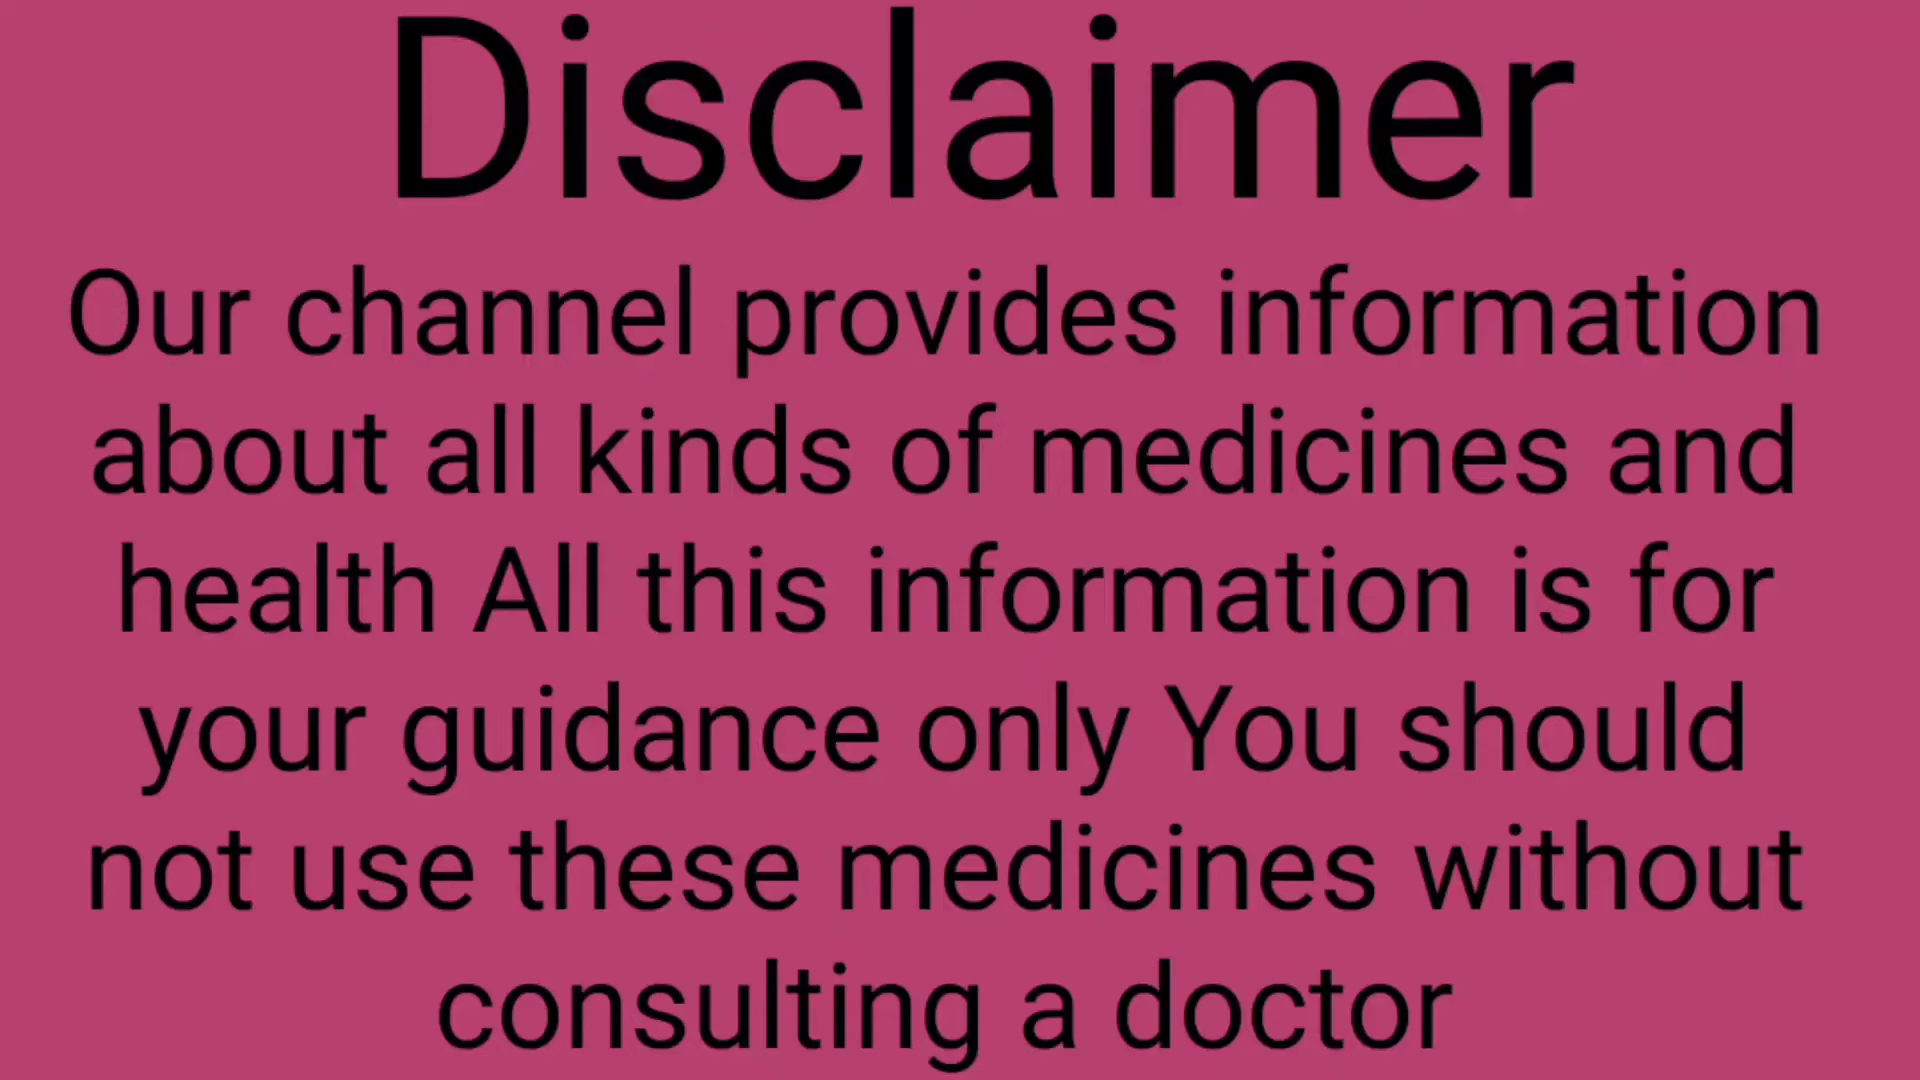 Disclaimer
Our channel provides information
about all kinds of medicines and
health All this information is for
your guidance only You should
not use these medicines without
consulting a doctor